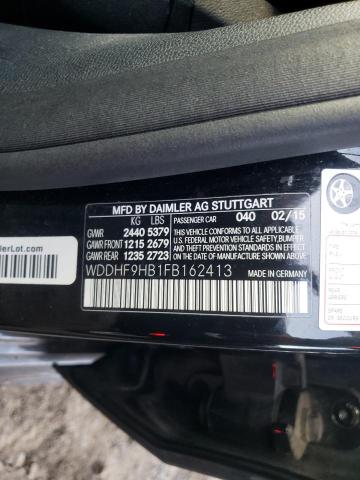 MFD BY DAIMLER AG STUTTGART
KG LBS PASSENGER CAR 040 02/15
GVWR 2440 5379 THIS VEHICLE CONFORMS TO ALL APPLICABLE
GAWR FRONT 1215 2679 U.S. FEDERAL MOTOR VEHICLE SAFETY, BUMPER,
GAWR REAR 1235 2723 AND THEFT PREVENTION STANDARDS IN EFFECT
ON THE DATE OF MANUFACTURE SHOWN ABOVE.
WDDHF9HB1FB162413
MADE IN GERMANY
lerLot.com